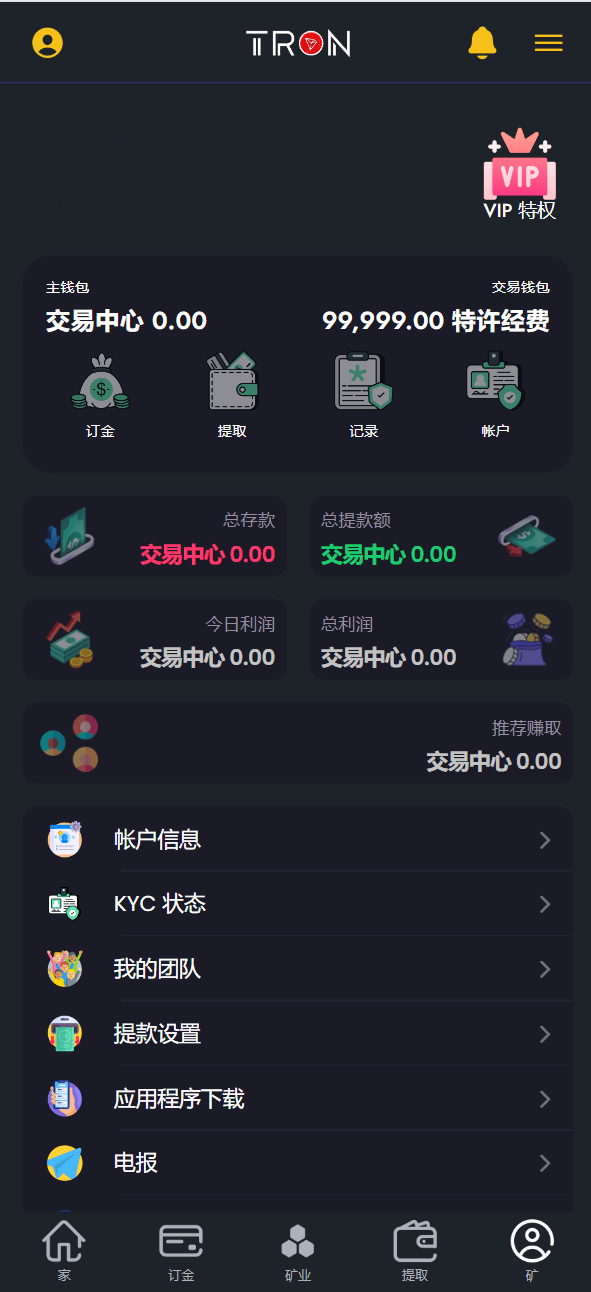 TRON
VIP
VIP 特权
主钱包
交易钱包
交易中心 0.00
99,999.00 特许经费
订金
提取
记录
帐户
总存款
交易中心 0.00
总提款额
交易中心 0.00
今日利润
交易中心 0.00
总利润
交易中心 0.00
推荐赚取
交易中心 0.00
帐户信息
KYC 状态
我的团队
提款设置
应用程序下载
电报
家
订金
矿业
提取
矿